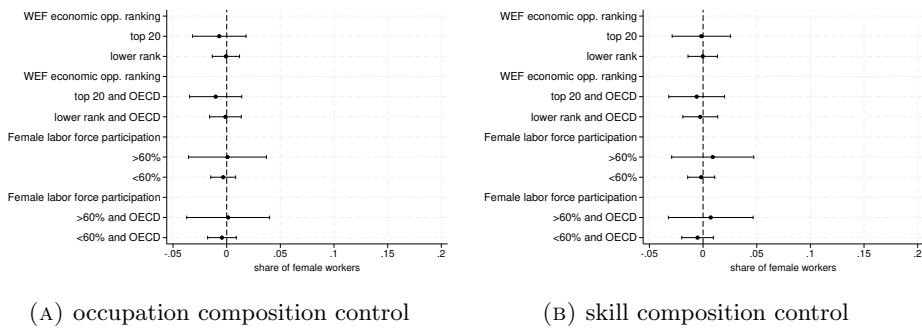 WEF economic opp. ranking
top 20
lower rank
WEF economic opp. ranking
top 20 and OECD
lower rank and OECD
Female labor force participation
>60%
<60%
Female labor force participation
>60% and OECD
<60% and OECD
-.05 0 .05 .1 .15 .2
share of female workers
(A) occupation composition control
WEF economic opp. ranking
top 20
lower rank
WEF economic opp. ranking
top 20 and OECD
lower rank and OECD
Female labor force participation
>60%
<60%
Female labor force participation
>60% and OECD
<60% and OECD
-.05 0 .05 .1 .15 .2
share of female workers
(B) skill composition control